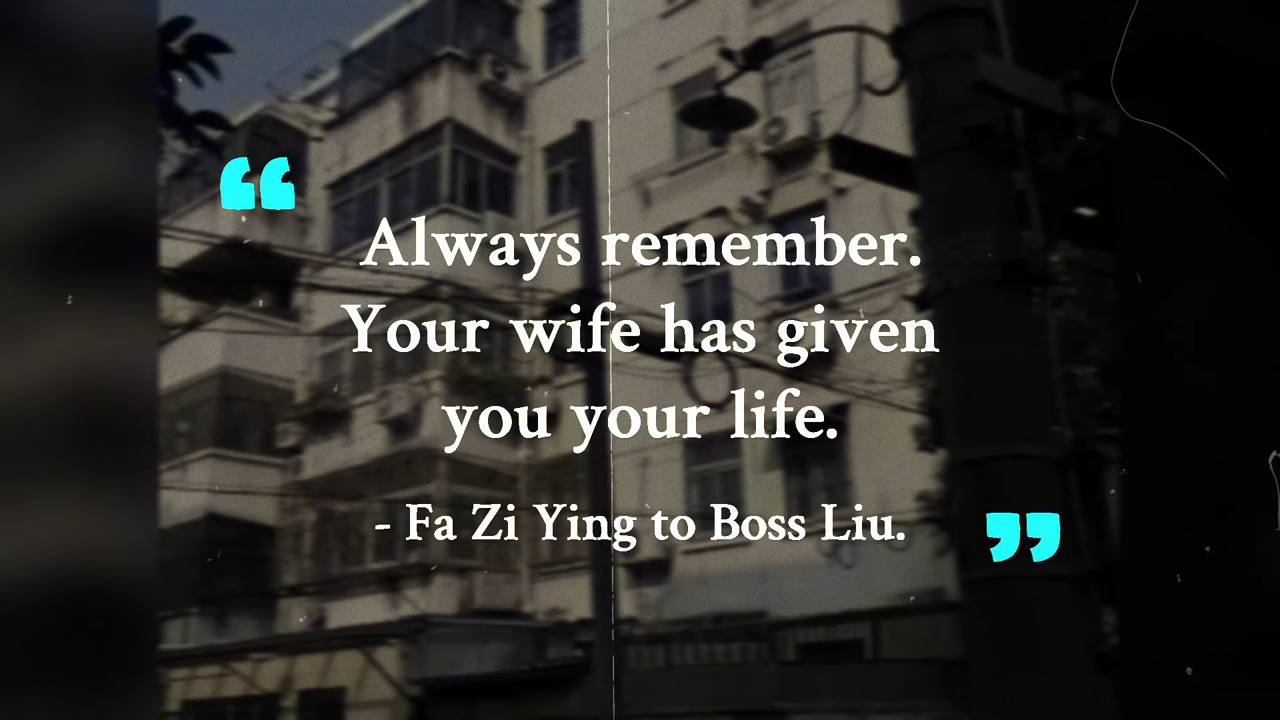 “
Always remember.
Your wife has given
you your life.
- Fa Zi Ying to Boss Liu.
”